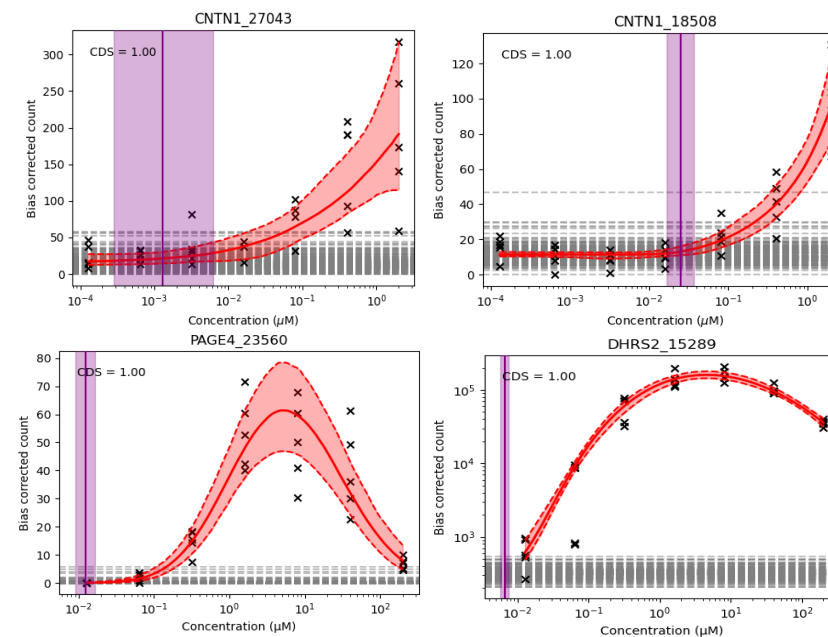 CNTN1_27043
CDS = 1.00
Bias corrected count
300
250
200
150
100
50
0
10⁻⁴
10⁻³
10⁻²
10⁻¹
10⁰
Concentration (μM)
CNTN1_18508
CDS = 1.00
Bias corrected count
120
100
80
60
40
20
0
10⁻⁴
10⁻³
10⁻²
10⁻¹
10⁰
Concentration (μM)
PAGE4_23560
CDS = 1.00
Bias corrected count
80
70
60
50
40
30
20
10
0
10⁻²
10⁻¹
10⁰
10¹
10²
Concentration (μM)
DHRS2_15289
CDS = 1.00
Bias corrected count
10⁵
10⁴
10³
10⁻²
10⁻¹
10⁰
10¹
10²
Concentration (μM)